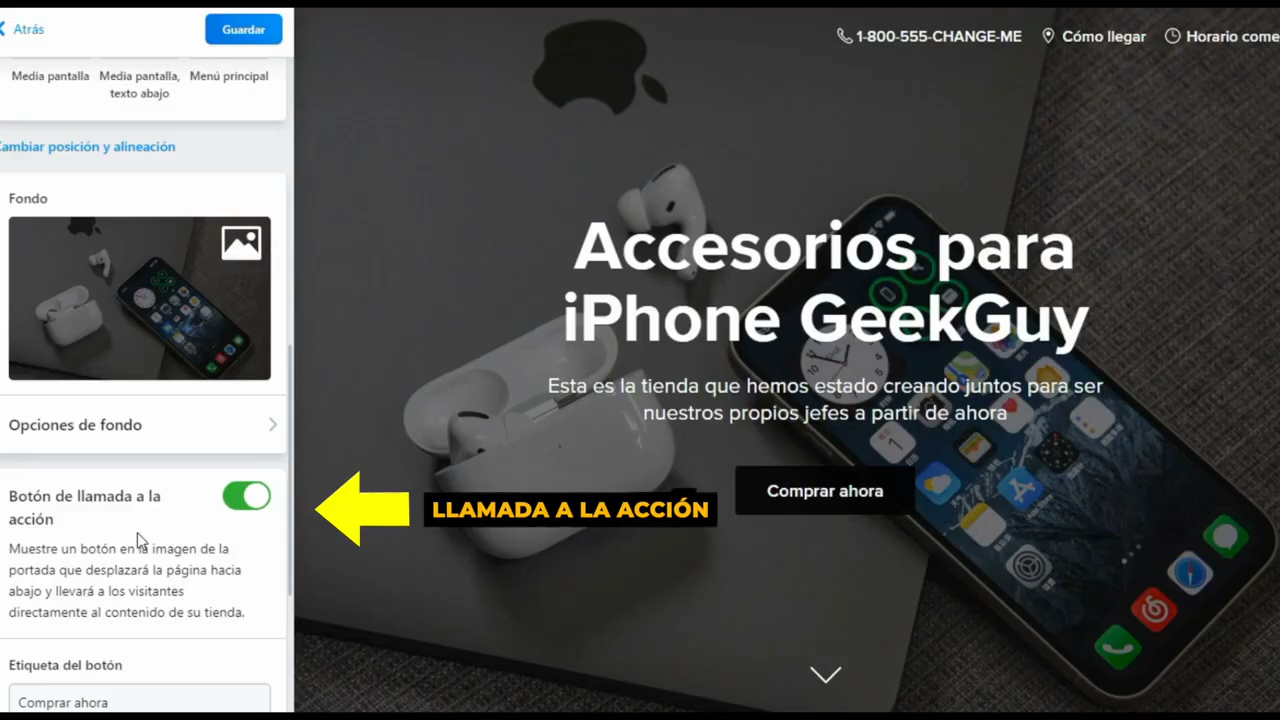 Atrás
Guardar
Media pantalla
Media pantalla,
texto abajo
Menú principal
Cambiar posición y alineación
Fondo
Opciones de fondo
Botón de llamada a la
acción
Muestre un botón en la imagen de la
portada que desplazará la página hacia
abajo y llevará a los visitantes
directamente al contenido de su tienda.
Etiqueta del botón
Comprar ahora
LLAMADA A LA ACCIÓN
1-800-555-CHANGE-ME
Cómo llegar
Horario come
Accesorios para
iPhone GeekGuy
Esta es la tienda que hemos estado creando juntos para ser
nuestros propios jefes a partir de ahora
Comprar ahora